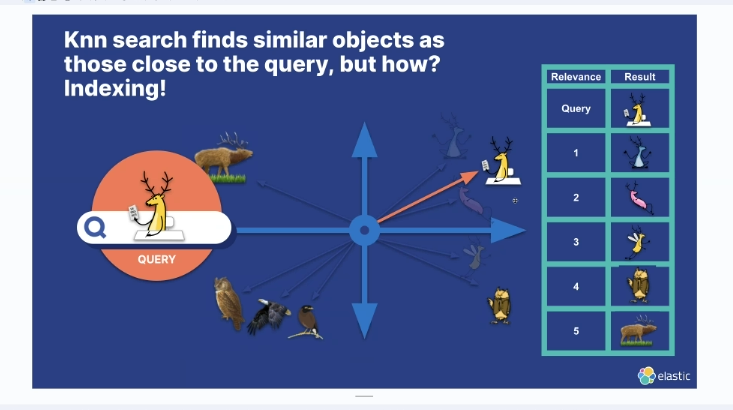 Knn search finds similar objects as
those close to the query, but how?
Indexing!
Relevance Result
Query
1
2
3
4
5
QUERY
elastic